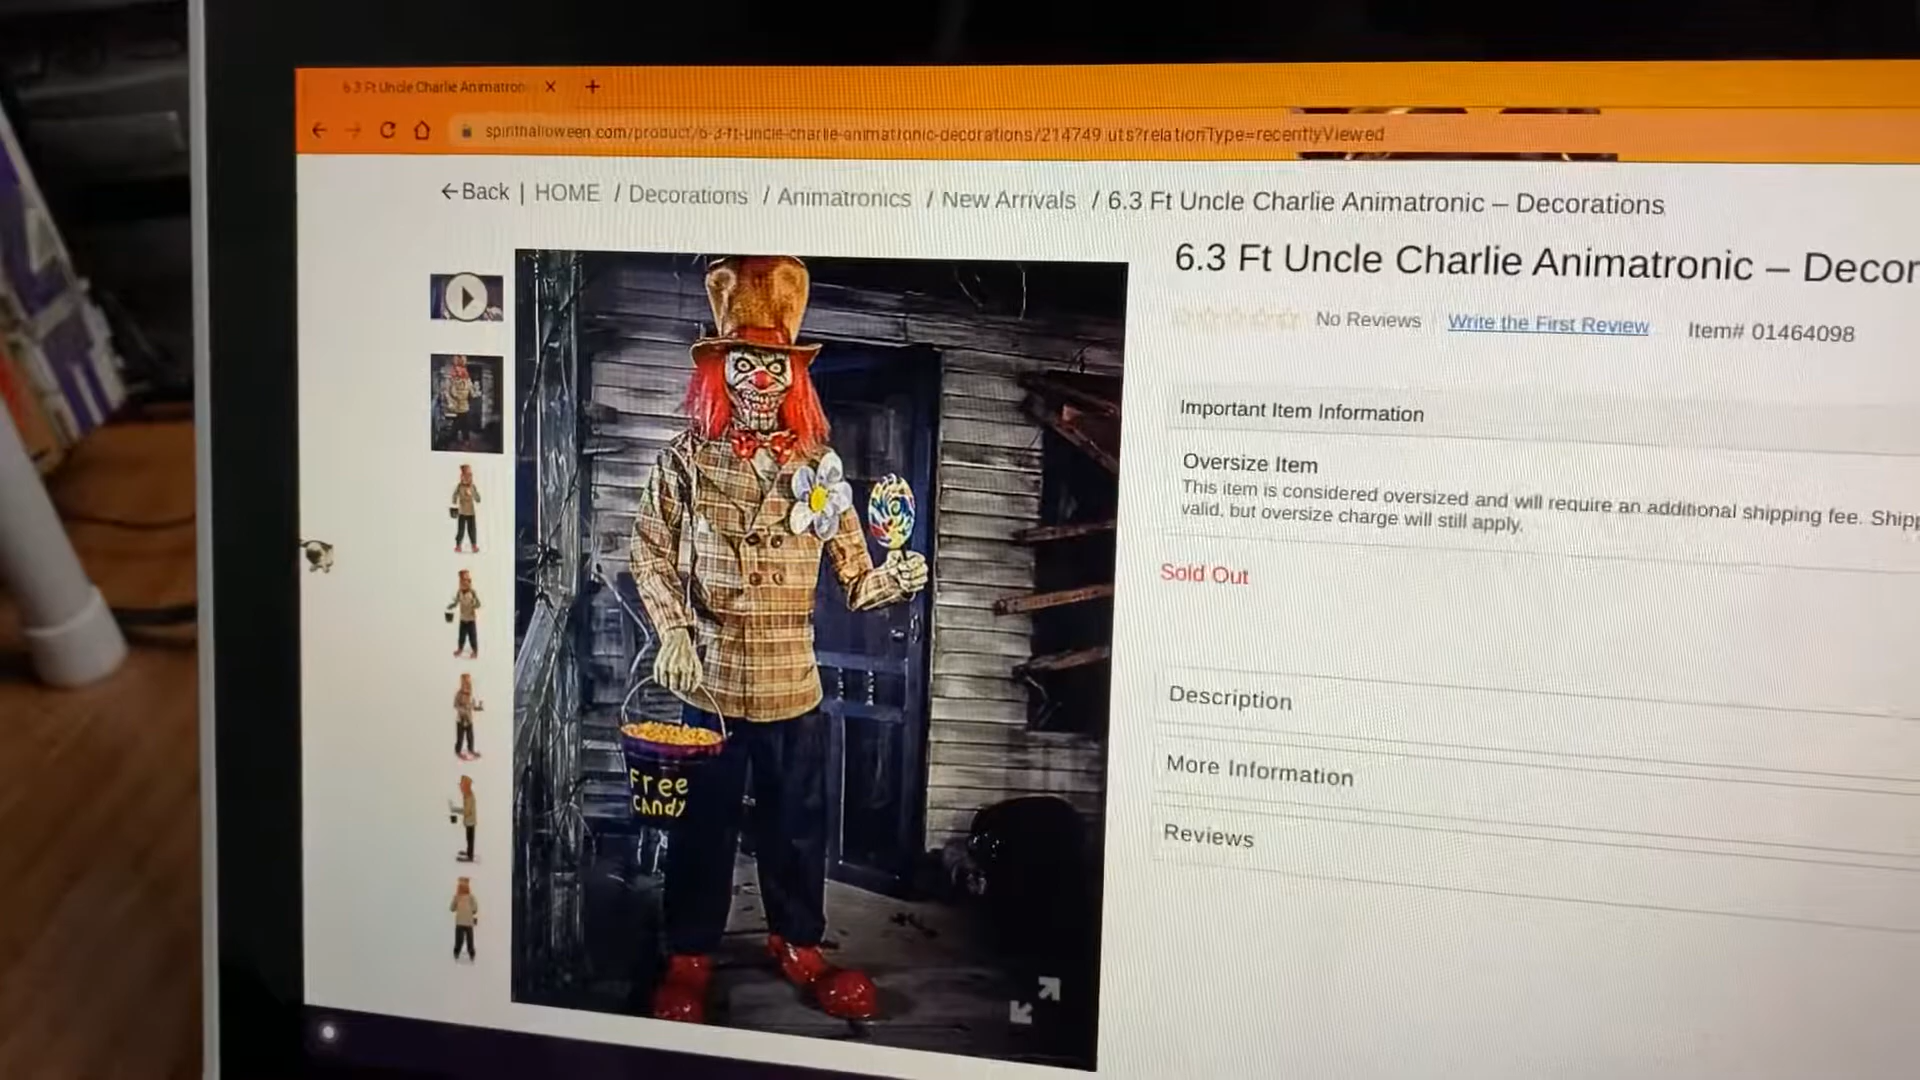 6.3 Ft Uncle Charlie Animatron
spirithalloween.com/product/6-3-ft-uncle-charlie-animatronic-decorations/214749.uts?relationType=recentlyViewed
←Back | HOME / Decorations / Animatronics / New Arrivals / 6.3 Ft Uncle Charlie Animatronic – Decorations
6.3 Ft Uncle Charlie Animatronic – Decor
No Reviews Write the First Review Item# 01464098
Important Item Information
Oversize Item
This item is considered oversized and will require an additional shipping fee. Shipp
valid, but oversize charge will still apply.
Sold Out
Description
More Information
Reviews
Free
CANdy